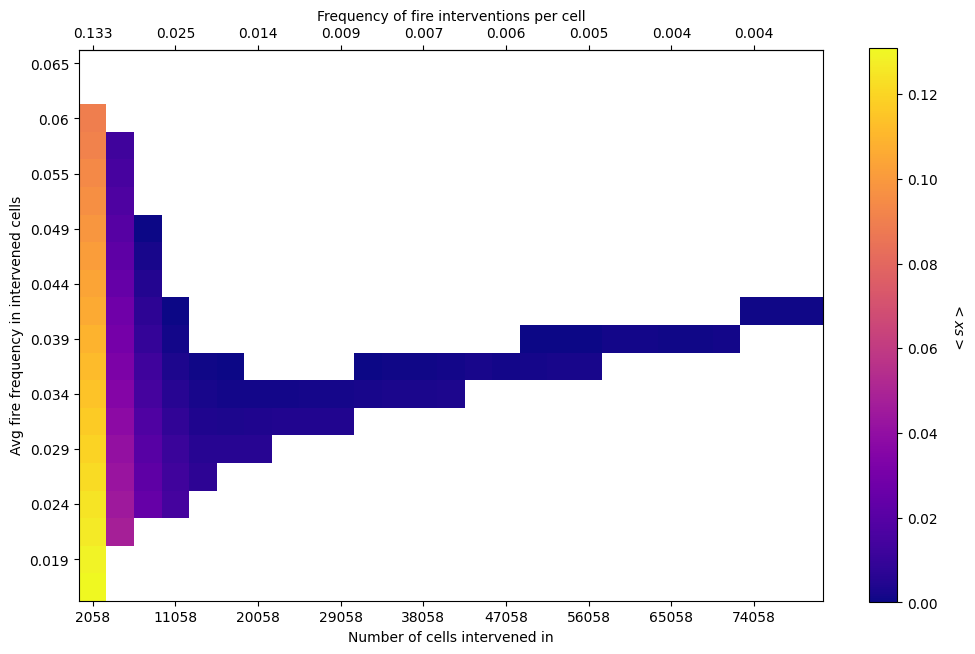 Frequency of fire interventions per cell
0.133 0.025 0.014 0.009 0.007 0.006 0.005 0.004 0.004
Avg fire frequency in intervened cells
0.065
0.06
0.055
0.049
0.044
0.039
0.034
0.029
0.024
0.019
2058 11058 20058 29058 38058 47058 56058 65058 74058
Number of cells intervened in
0.12
0.10
0.08
0.06
0.04
0.02
0.00
< sx >